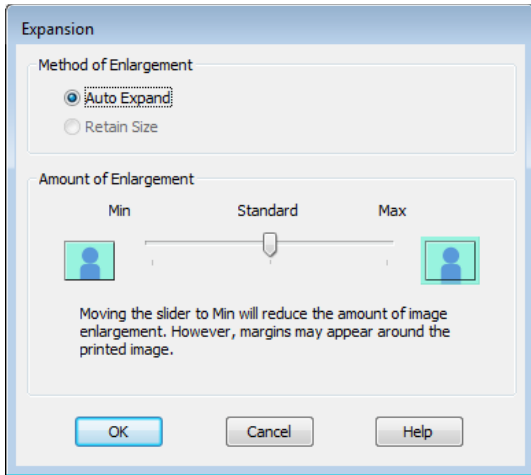 Expansion
Method of Enlargement
Auto Expand
Retain Size
Amount of Enlargement
Min Standard Max
Moving the slider to Min will reduce the amount of image
enlargement. However, margins may appear around the
printed image.
OK Cancel Help